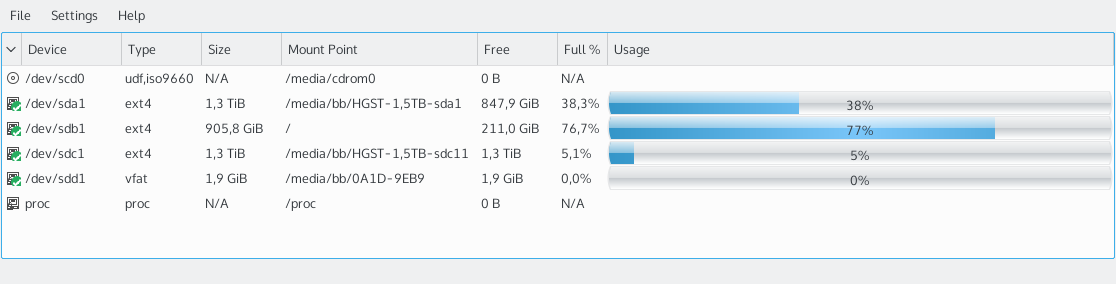 File Settings Help
Device Type Size Mount Point Free Full % Usage
/dev/scd0 udf,iso9660 N/A /media/cdrom0 0 B N/A
/dev/sda1 ext4 1,3 TiB /media/bb/HGST-1,5TB-sda1 847,9 GiB 38,3% 38%
/dev/sdb1 ext4 905,8 GiB / 211,0 GiB 76,7% 77%
/dev/sdc1 ext4 1,3 TiB /media/bb/HGST-1,5TB-sdc11 1,3 TiB 5,1% 5%
/dev/sdd1 vfat 1,9 GiB /media/bb/0A1D-9EB9 1,9 GiB 0,0% 0%
proc proc N/A /proc 0 B N/A